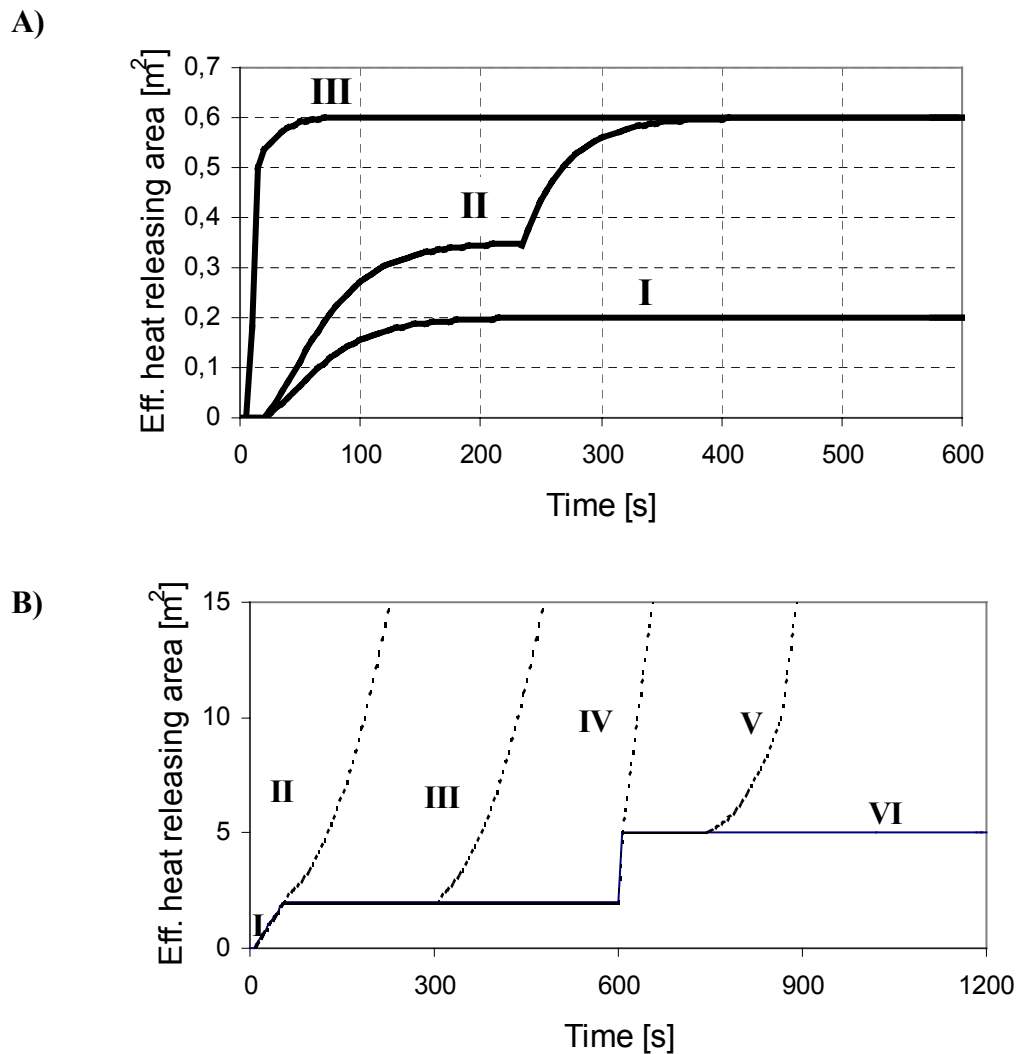 A)
Eff. heat releasing area [m²]
0,7
0,6
0,5
0,4
0,3
0,2
0,1
0
III
II
I
0 100 200 300 400 500 600
Time [s]
B)
Eff. heat releasing area [m²]
15
10
5
0
I
II
III
IV
V
VI
0 300 600 900 1200
Time [s]